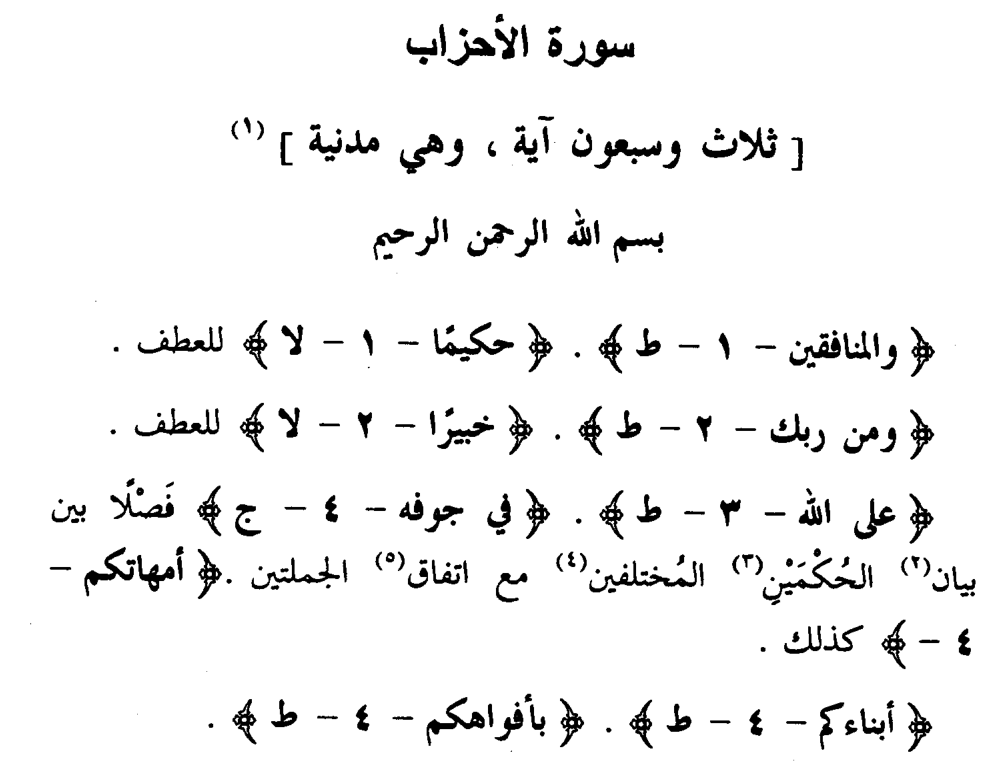 سورة الأحزاب
[ ثلاث وسبعون آية ، وهي مدنية ] (١)
بسم الله الرحمن الرحيم
﴿ والمنافقين – ١ – ط ﴾ . ﴿ حكيمًا – ١ – لا ﴾ للعطف .
﴿ ومن ربك – ٢ – ط ﴾ . ﴿ خبيرًا – ٢ – لا ﴾ للعطف .
﴿ على الله – ٣ – ط ﴾ . ﴿ في جوفه – ٤ – ج ﴾ فَصْلًا بين
بيان(٢) الحُكْمَيْنِ(٣) المُختلفين(٤) مع اتفاق(٥) الجملتين . ﴿ أمهاتكم –
٤ – ﴾ كذلك .
﴿ أبناءكم – ٤ – ط ﴾ . ﴿ بأفواهكم – ٤ – ط ﴾ .